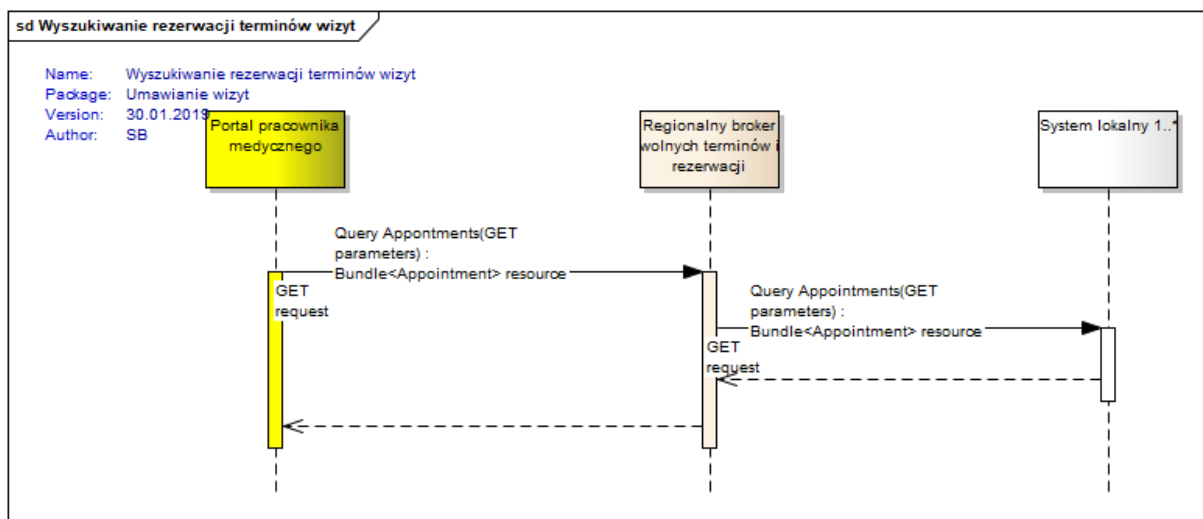 sd Wyszukiwanie rezerwacji terminów wizyt
Name: Wyszukiwanie rezerwacji terminów wizyt
Package: Umawianie wizyt
Version: 30.01.2019
Author: SB
Portal pracownika
medycznego
Regionalny broker
wolnych terminów i
rezerwacji
System lokalny 1..*
Query Appontments(GET
parameters) :
Bundle<Appointment> resource
GET
request
Query Appointments(GET
parameters) :
Bundle<Appointment> resource
GET
request